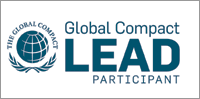 THE GLOBAL COMPACT
Global Compact
LEAD
PARTICIPANT